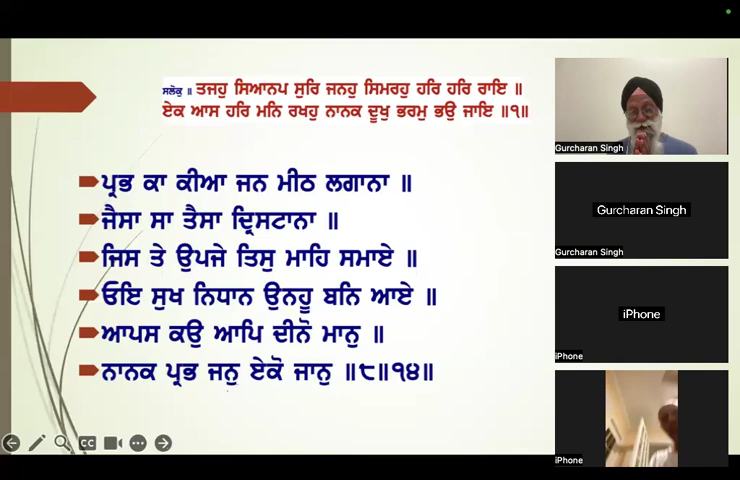 ਸਲੋਕੁ ॥ ਤਜਹੁ ਸਿਆਨਪ ਸੁਰਿ ਜਨਹੁ ਸਿਮਰਹੁ ਹਰਿ ਹਰਿ ਰਾਇ ॥
ਏਕ ਆਸ ਹਰਿ ਮਨਿ ਰਖਹੁ ਨਾਨਕ ਦੂਖੁ ਭਰਮੁ ਭਉ ਜਾਇ ॥੧॥
ਪ੍ਰਭ ਕਾ ਕੀਆ ਜਨ ਮੀਠ ਲਗਾਨਾ ॥
ਜੈਸਾ ਸਾ ਤੈਸਾ ਦ੍ਰਿਸਟਾਨਾ ॥
ਜਿਸ ਤੇ ਉਪਜੇ ਤਿਸੁ ਮਾਹਿ ਸਮਾਏ ॥
ਓਇ ਸੁਖ ਨਿਧਾਨ ਉਨਹੂ ਬਨਿ ਆਏ ॥
ਆਪਸ ਕਉ ਆਪਿ ਦੀਨੋ ਮਾਨੁ ॥
ਨਾਨਕ ਪ੍ਰਭ ਜਨੁ ਏਕੋ ਜਾਨੁ ॥੮॥੧੪॥
CC
Gurcharan Singh
Gurcharan Singh
Gurcharan Singh
iPhone
iPhone
iPhone